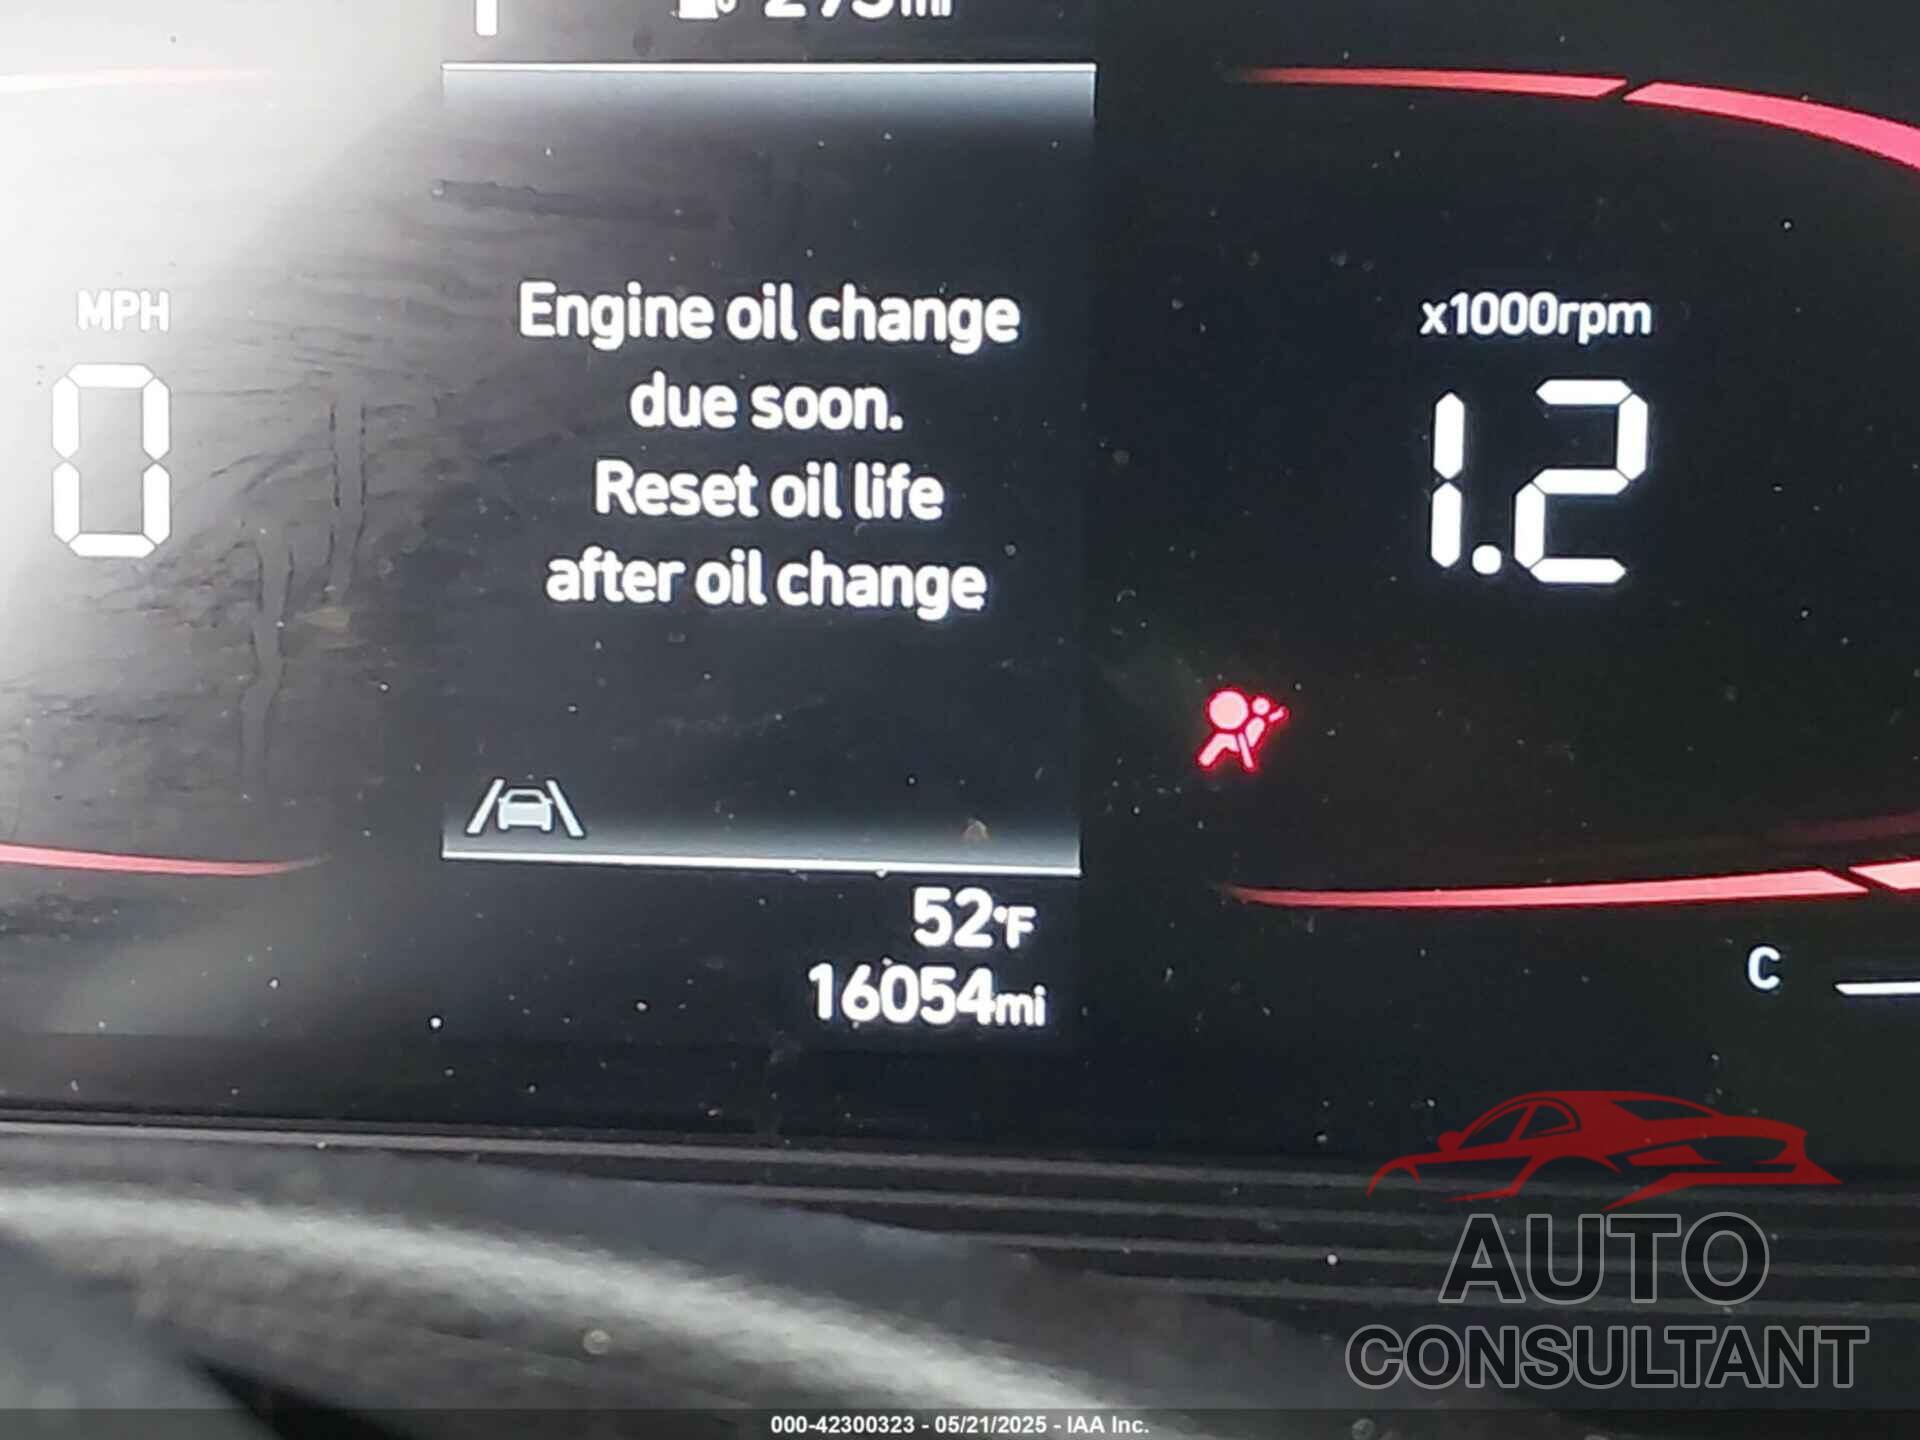 MPH
0
Engine oil change
due soon.
Reset oil life
after oil change
x1000rpm
1.2
52°F
16054mi
C
AUTO
CONSULTANT
000-42300323 - 05/21/2025 - IAA Inc.